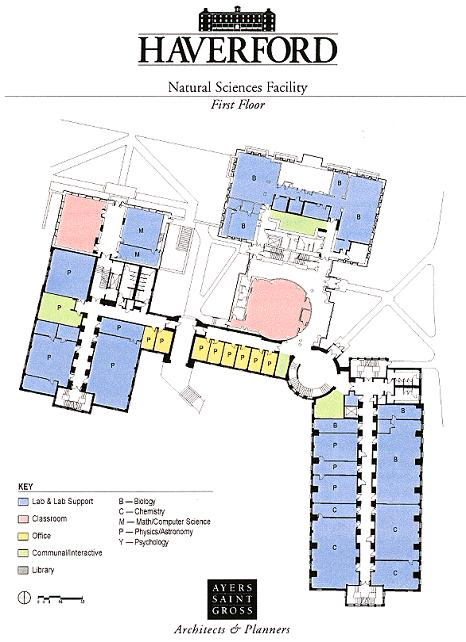 HAVERFORD
Natural Sciences Facility
First Floor
B
B
B
B
M
M
P
P
P
P
P
P
P
P
P
P
P
P
P
P
B
B
P
B
P
P
C
C
C
C
KEY
Lab & Lab Support
Classroom
Office
Communal/Interactive
Library
B — Biology
C — Chemistry
M — Math/Computer Science
P — Physics/Astronomy
Y — Psychology
AYERS
SAINT
GROSS
Architects & Planners